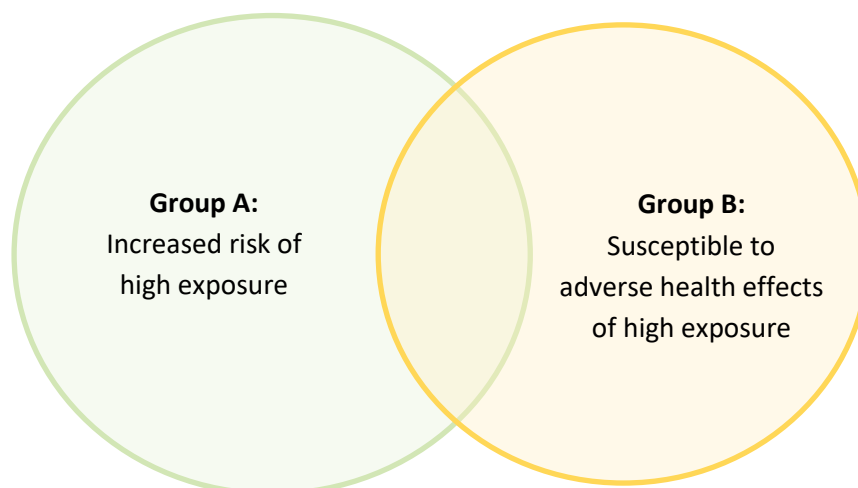 Group A:
Increased risk of
high exposure
Group B:
Susceptible to
adverse health effects
of high exposure